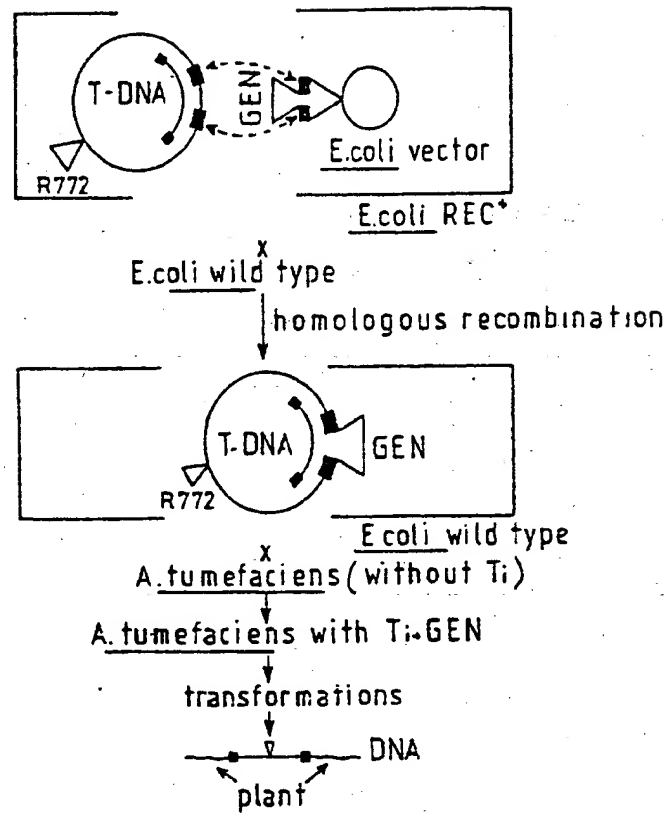 T-DNA
GEN
R772
E.coli vector
E.coli REC⁺
x
E.coli wild type
homologous recombination
T-DNA
GEN
R772
E.coli wild type
x
A.tumefaciens (without Ti)
A.tumefaciens with Ti+GEN
transformations
DNA
plant